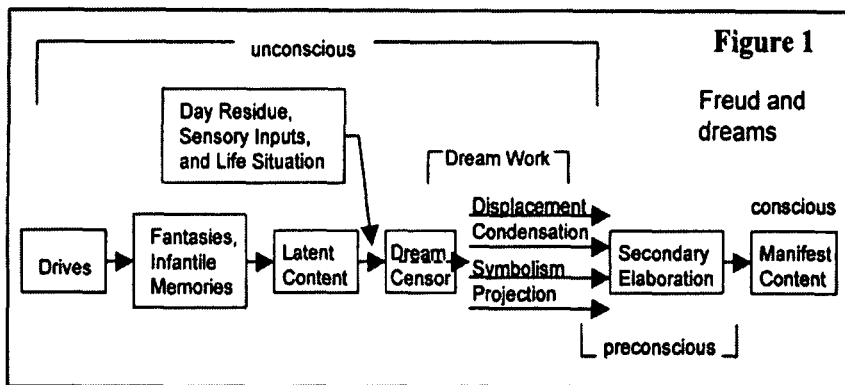 unconscious
Figure 1
Freud and
dreams
Day Residue,
Sensory Inputs,
and Life Situation
Dream Work
Drives
Fantasies,
Infantile
Memories
Latent
Content
Dream
Censor
Displacement
Condensation
Symbolism
Projection
Secondary
Elaboration
conscious
Manifest
Content
preconscious